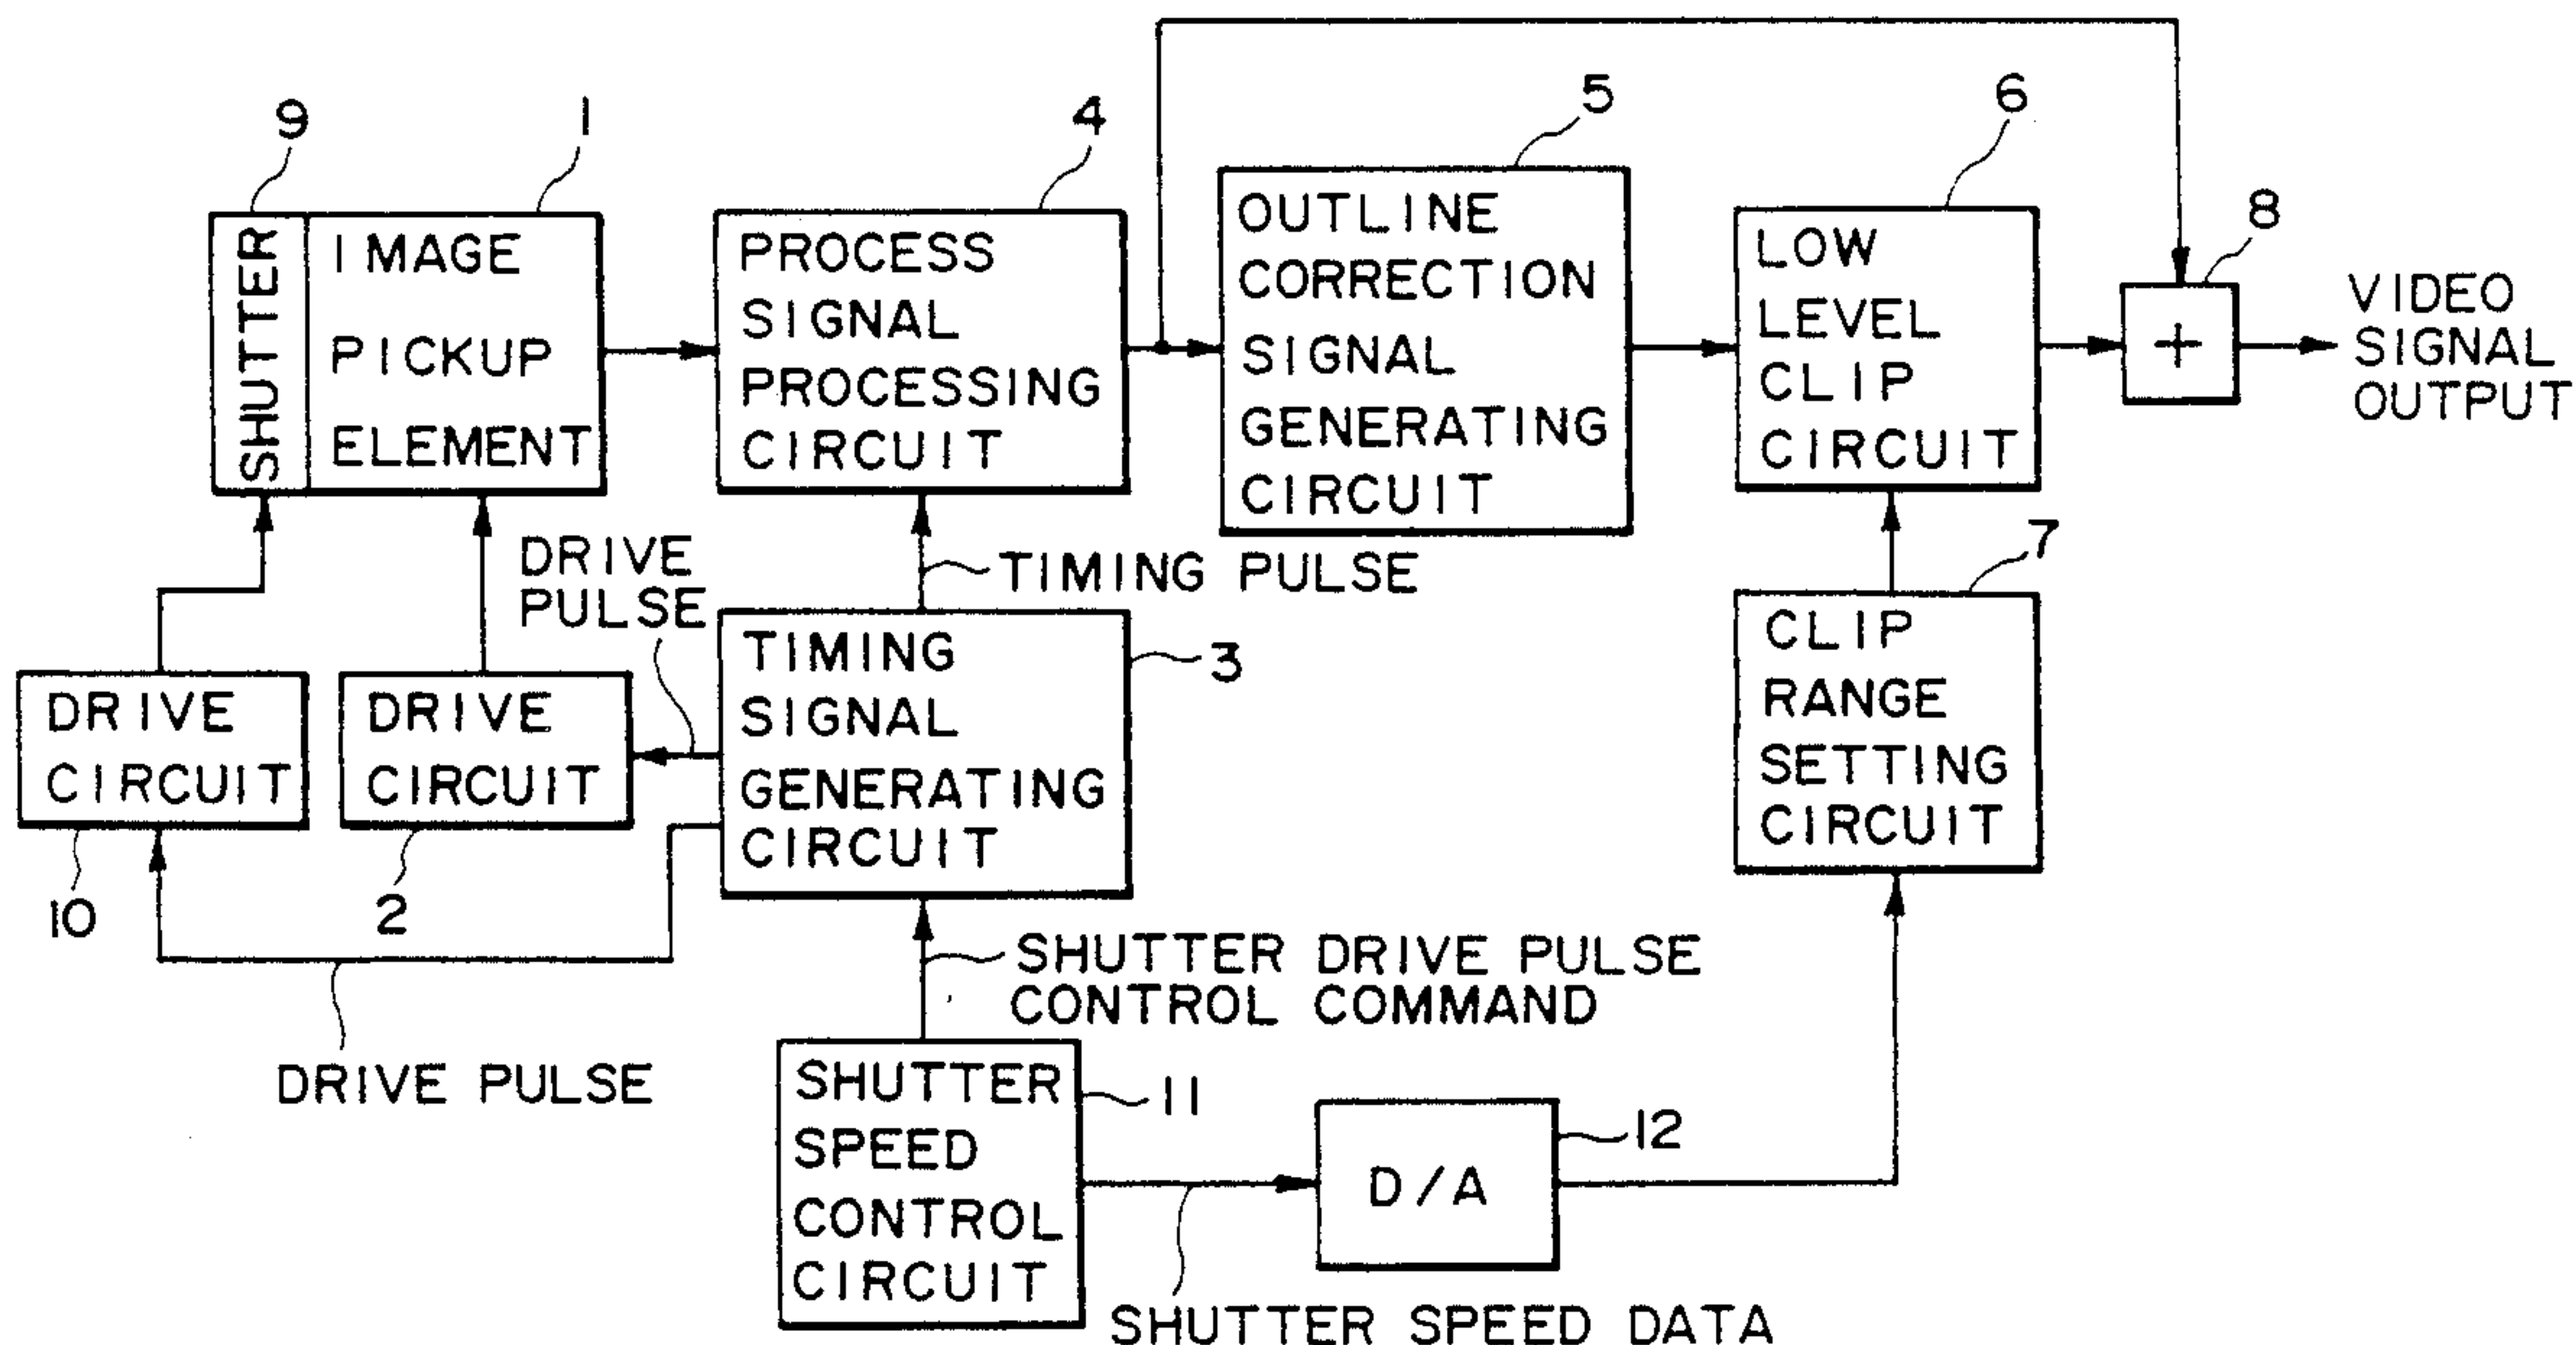 9
1
4
5
6
8
SHUTTER
IMAGE
PICKUP
ELEMENT
PROCESS
SIGNAL
PROCESSING
CIRCUIT
OUTLINE
CORRECTION
SIGNAL
GENERATING
CIRCUIT
LOW
LEVEL
CLIP
CIRCUIT
+
VIDEO
SIGNAL
OUTPUT
DRIVE
PULSE
TIMING PULSE
7
DRIVE
CIRCUIT
10
DRIVE
CIRCUIT
2
TIMING
SIGNAL
GENERATING
CIRCUIT
3
CLIP
RANGE
SETTING
CIRCUIT
SHUTTER DRIVE PULSE
CONTROL COMMAND
DRIVE PULSE
SHUTTER
SPEED
CONTROL
CIRCUIT
11
D/A
12
SHUTTER SPEED DATA